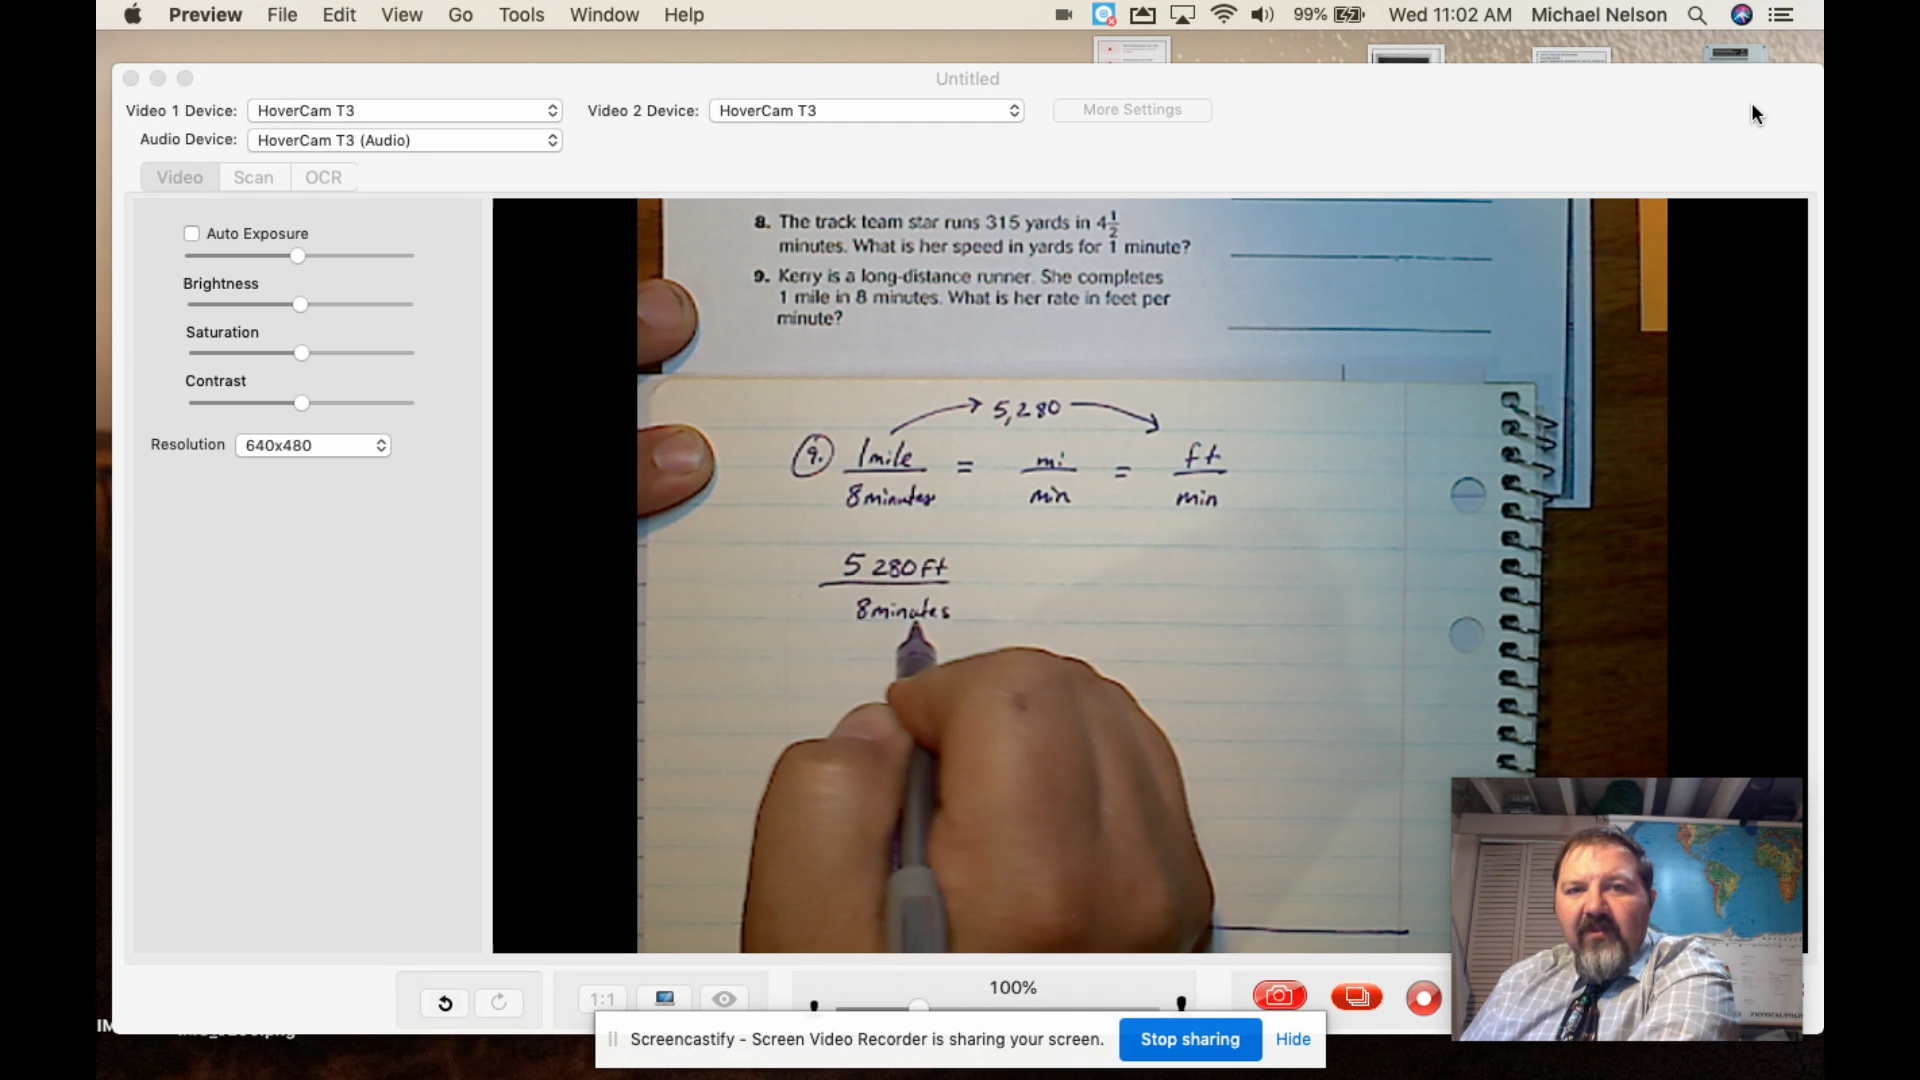 Preview File Edit View Go Tools Window Help 99% Wed 11:02 AM Michael Nelson
Untitled
Video 1 Device: HoverCam T3 Video 2 Device: HoverCam T3 More Settings
Audio Device: HoverCam T3 (Audio)
Video Scan OCR
Auto Exposure
Brightness
Saturation
Contrast
Resolution 640x480
8. The track team star runs 315 yards in 4 1/2
minutes. What is her speed in yards for 1 minute?
9. Kerry is a long-distance runner. She completes
1 mile in 8 minutes. What is her rate in feet per
minute?
5,280
9. 1 mile = mi = ft
8 minutes min min
5 280 Ft
8 minutes
1:1
100%
Screencastify - Screen Video Recorder is sharing your screen. Stop sharing Hide